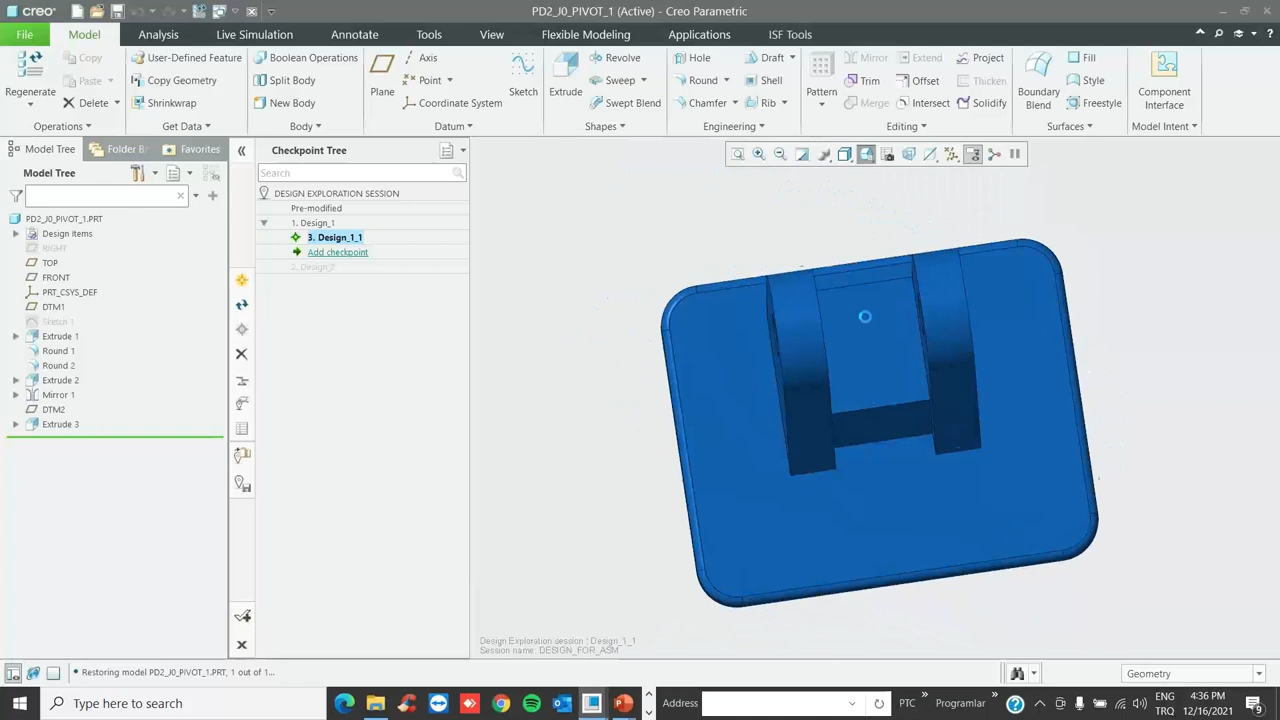 creo
PD2_J0_PIVOT_1 (Active) - Creo Parametric
File
Model
Analysis
Live Simulation
Annotate
Tools
View
Flexible Modeling
Applications
ISF Tools
Regenerate
Copy
Paste
Delete
Operations
User-Defined Feature
Copy Geometry
Shrinkwrap
Get Data
Boolean Operations
Split Body
New Body
Body
Plane
Axis
Point
Coordinate System
Sketch
Datum
Extrude
Revolve
Sweep
Swept Blend
Shapes
Hole
Round
Chamfer
Draft
Shell
Rib
Engineering
Pattern
Mirror
Trim
Merge
Extend
Offset
Intersect
Project
Thicken
Solidify
Editing
Boundary Blend
Fill
Style
Freestyle
Surfaces
Component Interface
Model Intent
Model Tree
Folder B
Favorites
Model Tree
PD2_J0_PIVOT_1.PRT
Design Items
RIGHT
TOP
FRONT
PRT_CSYS_DEF
DTM1
Sketch 1
Extrude 1
Round 1
Round 2
Extrude 2
Mirror 1
DTM2
Extrude 3
Checkpoint Tree
Search
DESIGN EXPLORATION SESSION
Pre-modified
1. Design_1
3. Design_1_1
Add checkpoint
2. Design_2
Design Exploration session : Design_1_1
Session name: DESIGN_FOR_ASM
• Restoring model PD2_J0_PIVOT_1.PRT, 1 out of 1...
Geometry
Type here to search
Address
PTC
Programlar
ENG
TRQ
4:36 PM
12/16/2021